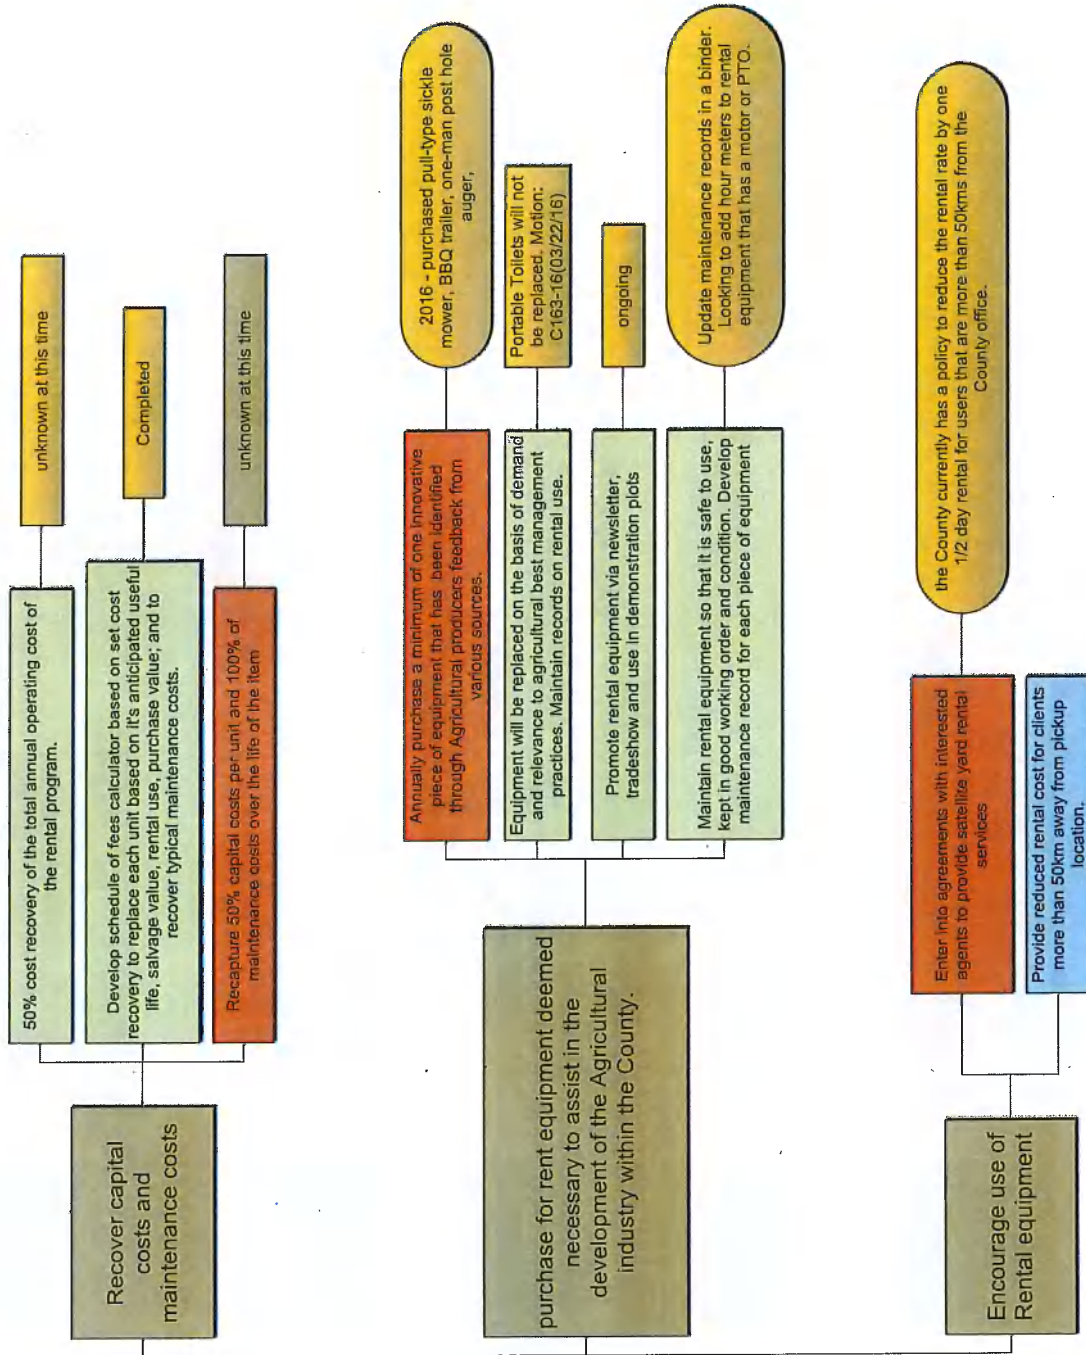 Recover capital
costs and
maintenance costs
50% cost recovery of the total annual operating cost of
the rental program.
unknown at this time
Develop schedule of fees calculator based on set cost
recovery to replace each unit based on it's anticipated useful
life, salvage value, rental use, purchase value; and to
recover typical maintenance costs.
Completed
Recapture 50% capital costs per unit and 100% of
maintenance costs over the life of the item
unknown at this time
purchase for rent equipment deemed
necessary to assist in the
development of the Agricultural
industry within the County.
Annually purchase a minimum of one innovative
piece of equipment that has been identified
through Agricultural producers feedback from
various sources.
2016 - purchased pull-type sickle
mower, BBQ trailer, one-man post hole
auger,
Equipment will be replaced on the basis of demand
and relevance to agricultural best management
practices. Maintain records on rental use.
Portable Toilets will not
be replaced. Motion:
C163-16(03/22/16)
Promote rental equipment via newsletter,
tradeshow and use in demonstration plots
ongoing
Maintain rental equipment so that it is safe to use,
kept in good working order and condition. Develop
maintenance record for each piece of equipment
Update maintenance records in a binder.
Looking to add hour meters to rental
equipment that has a motor or PTO.
Encourage use of
Rental equipment
Enter into agreements with interested
agents to provide satellite yard rental
services
the County currently has a policy to reduce the rental rate by one
1/2 day rental for users that are more than 50kms from the
County office.
Provide reduced rental cost for clients
more than 50km away from pickup
location.